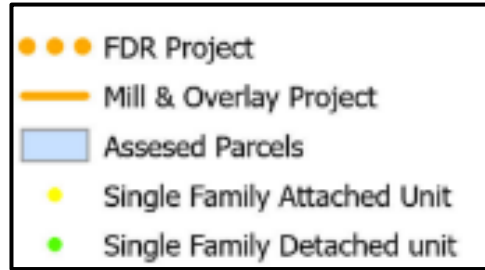 FDR Project
Mill & Overlay Project
Assesed Parcels
Single Family Attached Unit
Single Family Detached unit